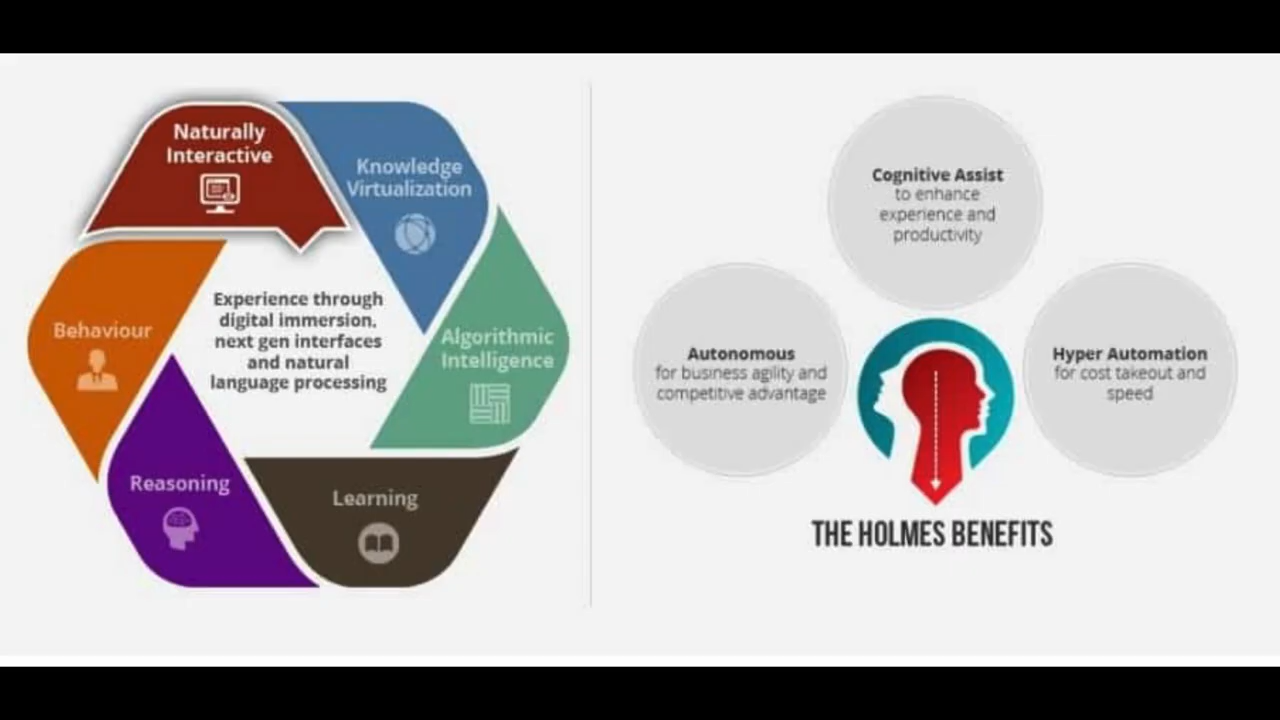 Naturally
Interactive
Knowledge
Virtualization
Algorithmic
Intelligence
Learning
Reasoning
Behaviour
Experience through
digital immersion,
next gen interfaces
and natural
language processing
Cognitive Assist
to enhance
experience and
productivity
Autonomous
for business agility and
competitive advantage
Hyper Automation
for cost takeout and
speed
THE HOLMES BENEFITS